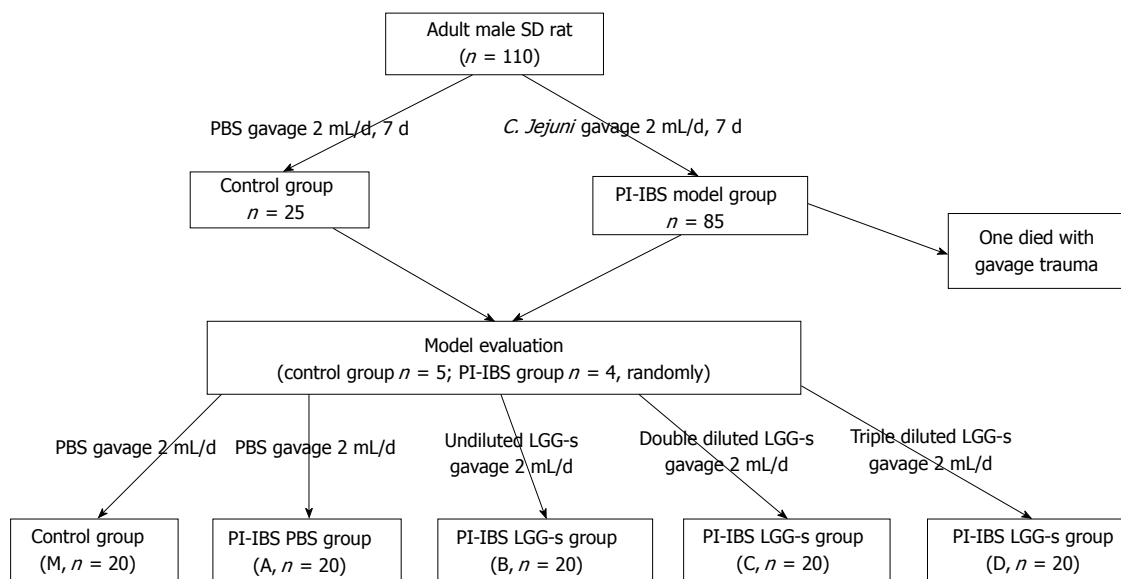 Adult male SD rat
(n = 110)
PBS gavage 2 mL/d, 7 d
C. Jejuni gavage 2 mL/d, 7 d
Control group
n = 25
PI-IBS model group
n = 85
One died with
gavage trauma
Model evaluation
(control group n = 5; PI-IBS group n = 4, randomly)
PBS gavage 2 mL/d
PBS gavage 2 mL/d
Undiluted LGG-s
gavage 2 mL/d
Double diluted LGG-s
gavage 2 mL/d
Triple diluted LGG-s
gavage 2 mL/d
Control group
(M, n = 20)
PI-IBS PBS group
(A, n = 20)
PI-IBS LGG-s group
(B, n = 20)
PI-IBS LGG-s group
(C, n = 20)
PI-IBS LGG-s group
(D, n = 20)